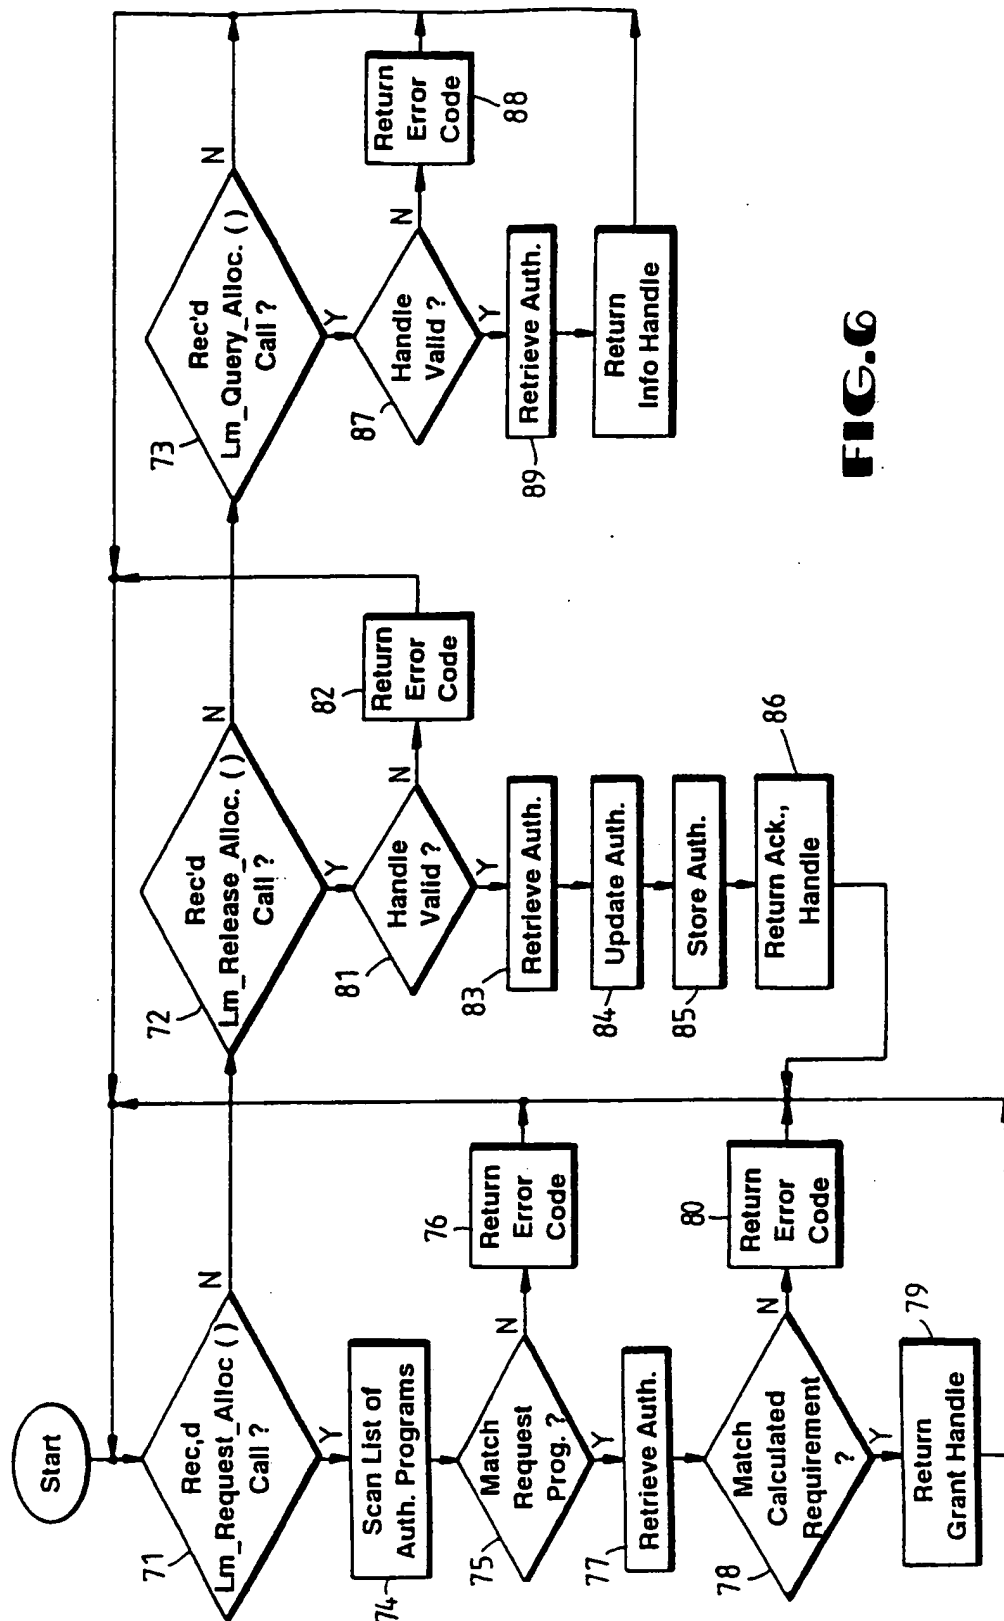 Start
71
Rec,d
Lm_Request_Alloc ()
Call ?
N
Y
74
Scan List of
Auth. Programs
75
Match
Request
Prog. ?
N
Y
76
Return
Error
Code
77
Retrieve Auth.
78
Match
Calculated
Requirement
?
N
Y
80
Return
Error
Code
79
Return
Grant Handle
72
Rec'd
Lm_Release_Alloc. ()
Call ?
N
Y
81
Handle
Valid ?
N
Y
82
Return
Error
Code
83
Retrieve Auth.
84
Update Auth.
85
Store Auth.
86
Return Ack.,
Handle
73
Rec'd
Lm_Query_Alloc. ()
Call ?
N
Y
87
Handle
Valid ?
N
Y
88
Return
Error
Code
89
Retrieve Auth.
Return
Info Handle
FIG.6